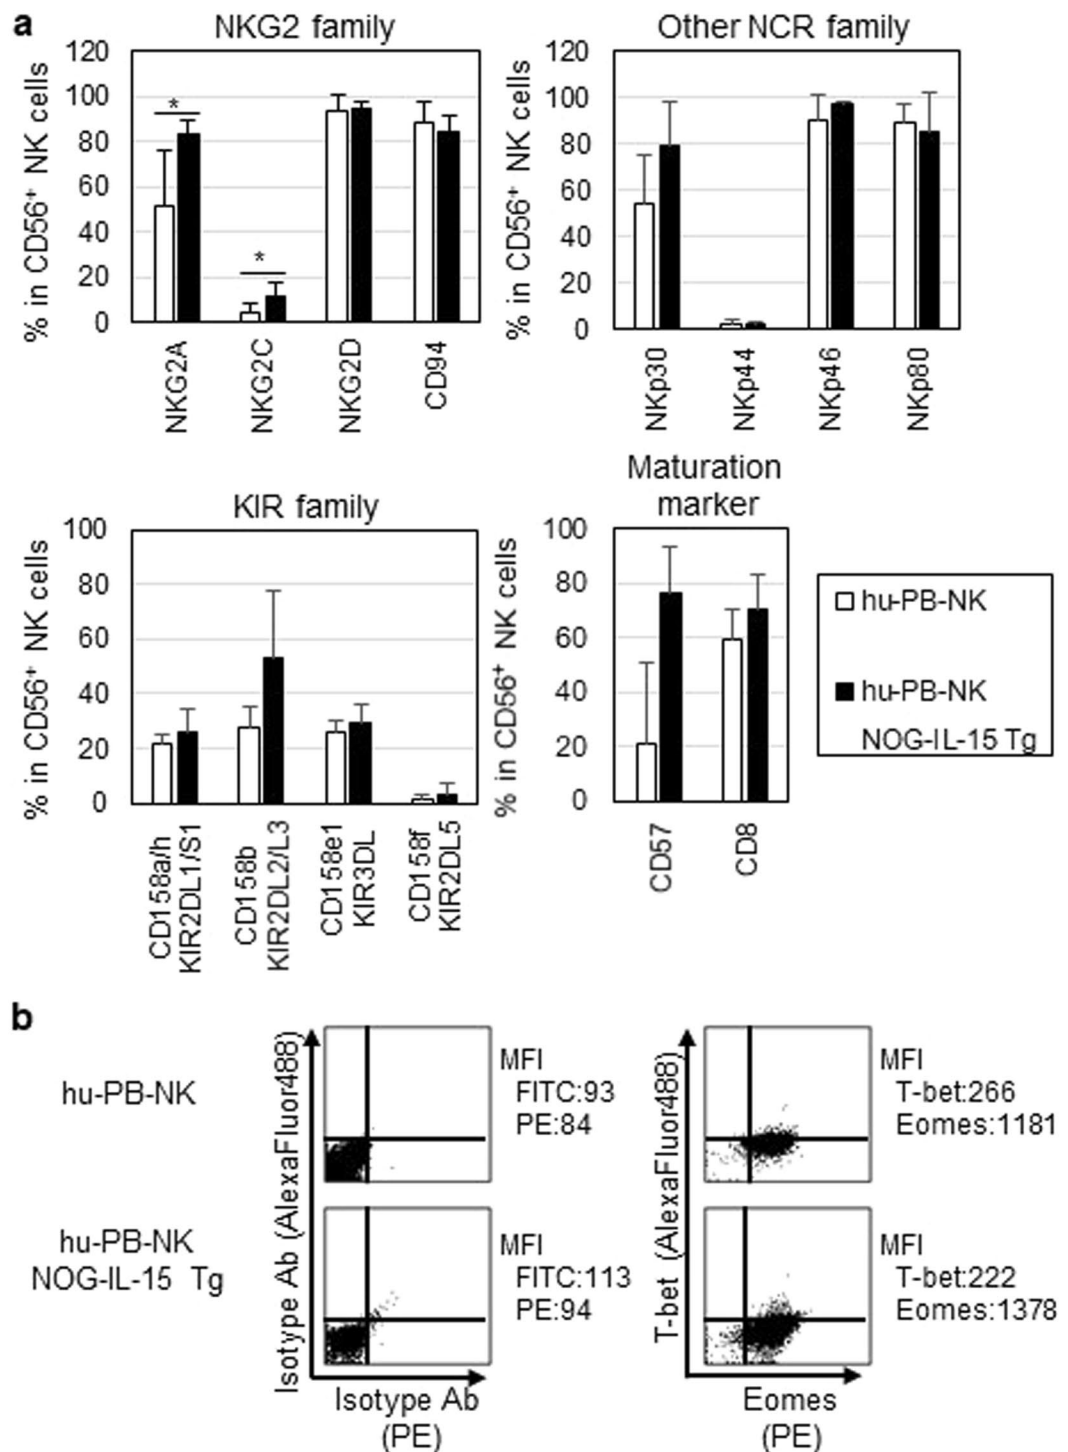 a
NKG2 family
% in CD56+ NK cells
120
100
80
60
40
20
0
*
*
NKG2A
NKG2C
NKG2D
CD94
Other NCR family
% in CD56+ NK cells
120
100
80
60
40
20
0
NKp30
NKp44
NKp46
NKp80
KIR family
% in CD56+ NK cells
100
80
60
40
20
0
CD158a/h
KIR2DL1/S1
CD158b
KIR2DL2/L3
CD158e1
KIR3DL
CD158f
KIR2DL5
Maturation
marker
% in CD56+ NK cells
100
80
60
40
20
0
CD57
CD8
hu-PB-NK
hu-PB-NK
NOG-IL-15 Tg
b
hu-PB-NK
hu-PB-NK
NOG-IL-15 Tg
Isotype Ab (AlexaFluor488)
MFI
FITC:93
PE:84
MFI
FITC:113
PE:94
Isotype Ab
(PE)
T-bet (AlexaFluor488)
MFI
T-bet:266
Eomes:1181
MFI
T-bet:222
Eomes:1378
Eomes
(PE)